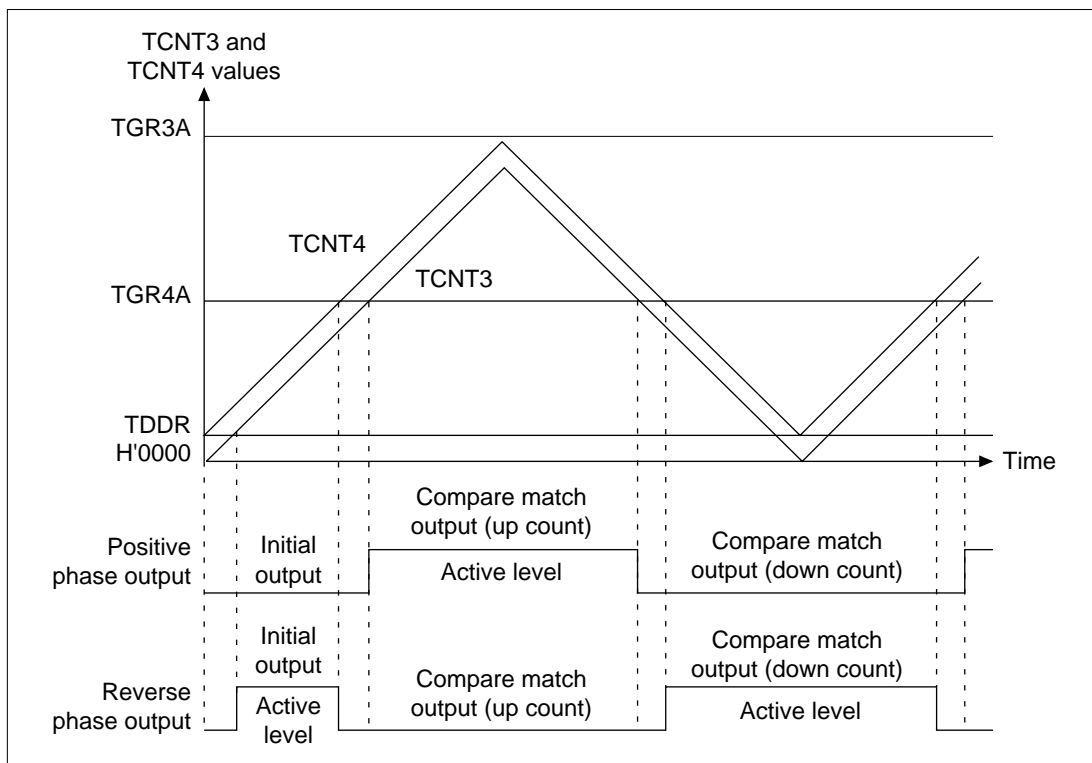 TCNT3 and
TCNT4 values
TGR3A
TCNT4
TCNT3
TGR4A
TDDR
H'0000
Time
Compare match
output (up count)
Positive
phase output
Initial
output
Active level
Compare match
output (down count)
Initial
output
Compare match
output (down count)
Reverse
phase output
Active
level
Compare match
output (up count)
Active level